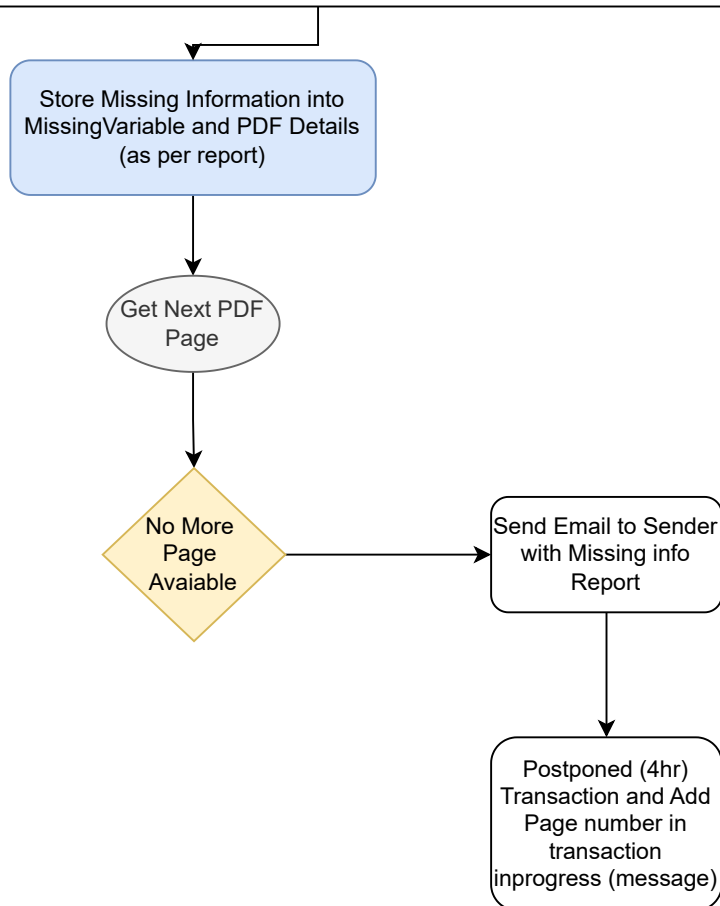 Store Missing Information into
MissingVariable and PDF Details
(as per report)
Get Next PDF
Page
No More
Page
Avaiable
Send Email to Sender
with Missing info
Report
Postponed (4hr)
Transaction and Add
Page number in
transaction
inprogress (message)